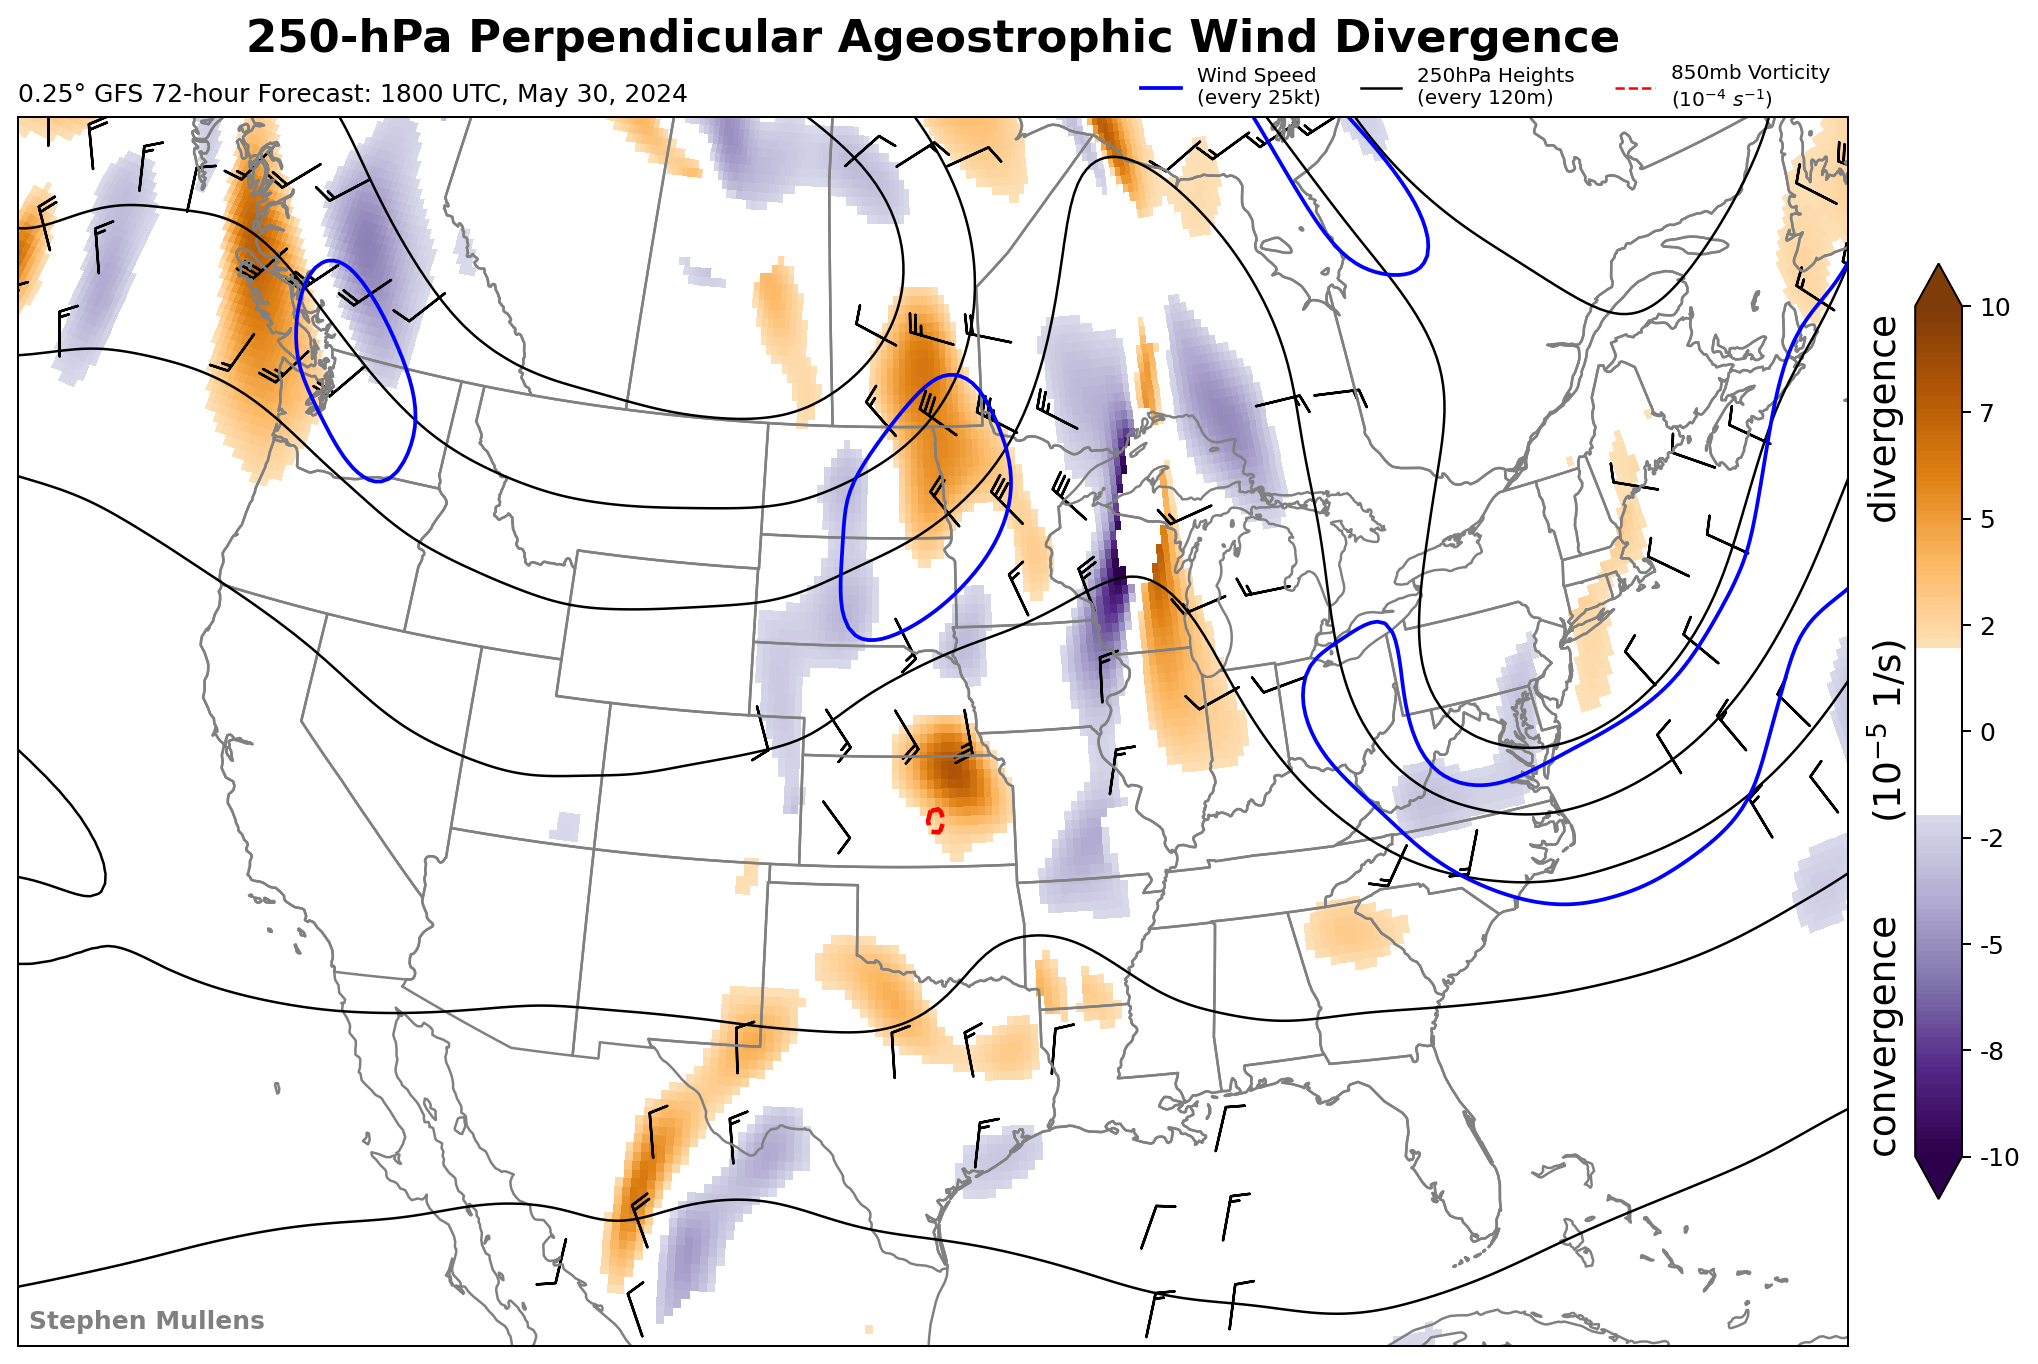 250-hPa Perpendicular Ageostrophic Wind Divergence
0.25° GFS 72-hour Forecast: 1800 UTC, May 30, 2024
Wind Speed
(every 25kt)
250hPa Heights
(every 120m)
850mb Vorticity
(10⁻⁴ s⁻¹)
10
7
5
2
0
-2
-5
-8
-10
convergence (10⁻⁵ 1/s) divergence
Stephen Mullens